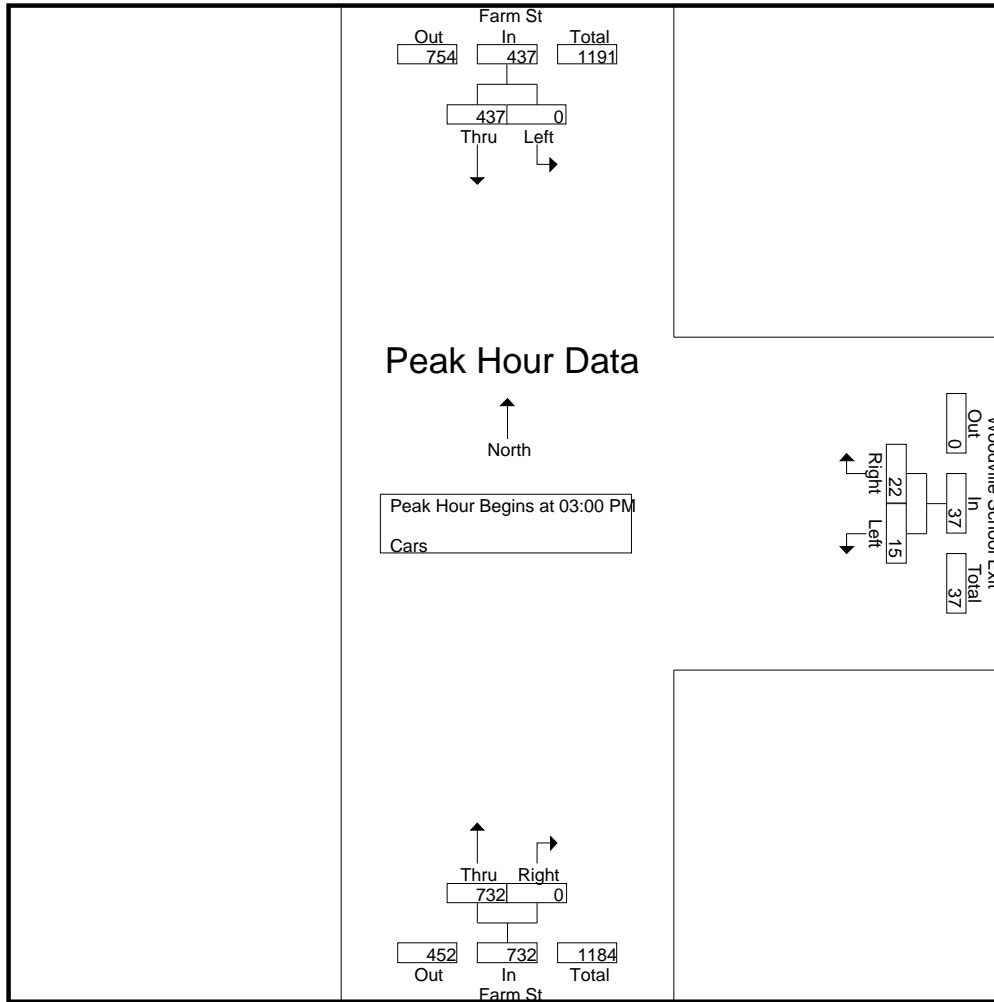 Farm St
Out In Total
754 437 1191
437 0
Thru Left
Peak Hour Data
North
Peak Hour Begins at 03:00 PM
Cars
Right Left
22 15
Out In Total
0 37 37
School Exit
Thru Right
732 0
452 732 1184
Out In Total
Farm St